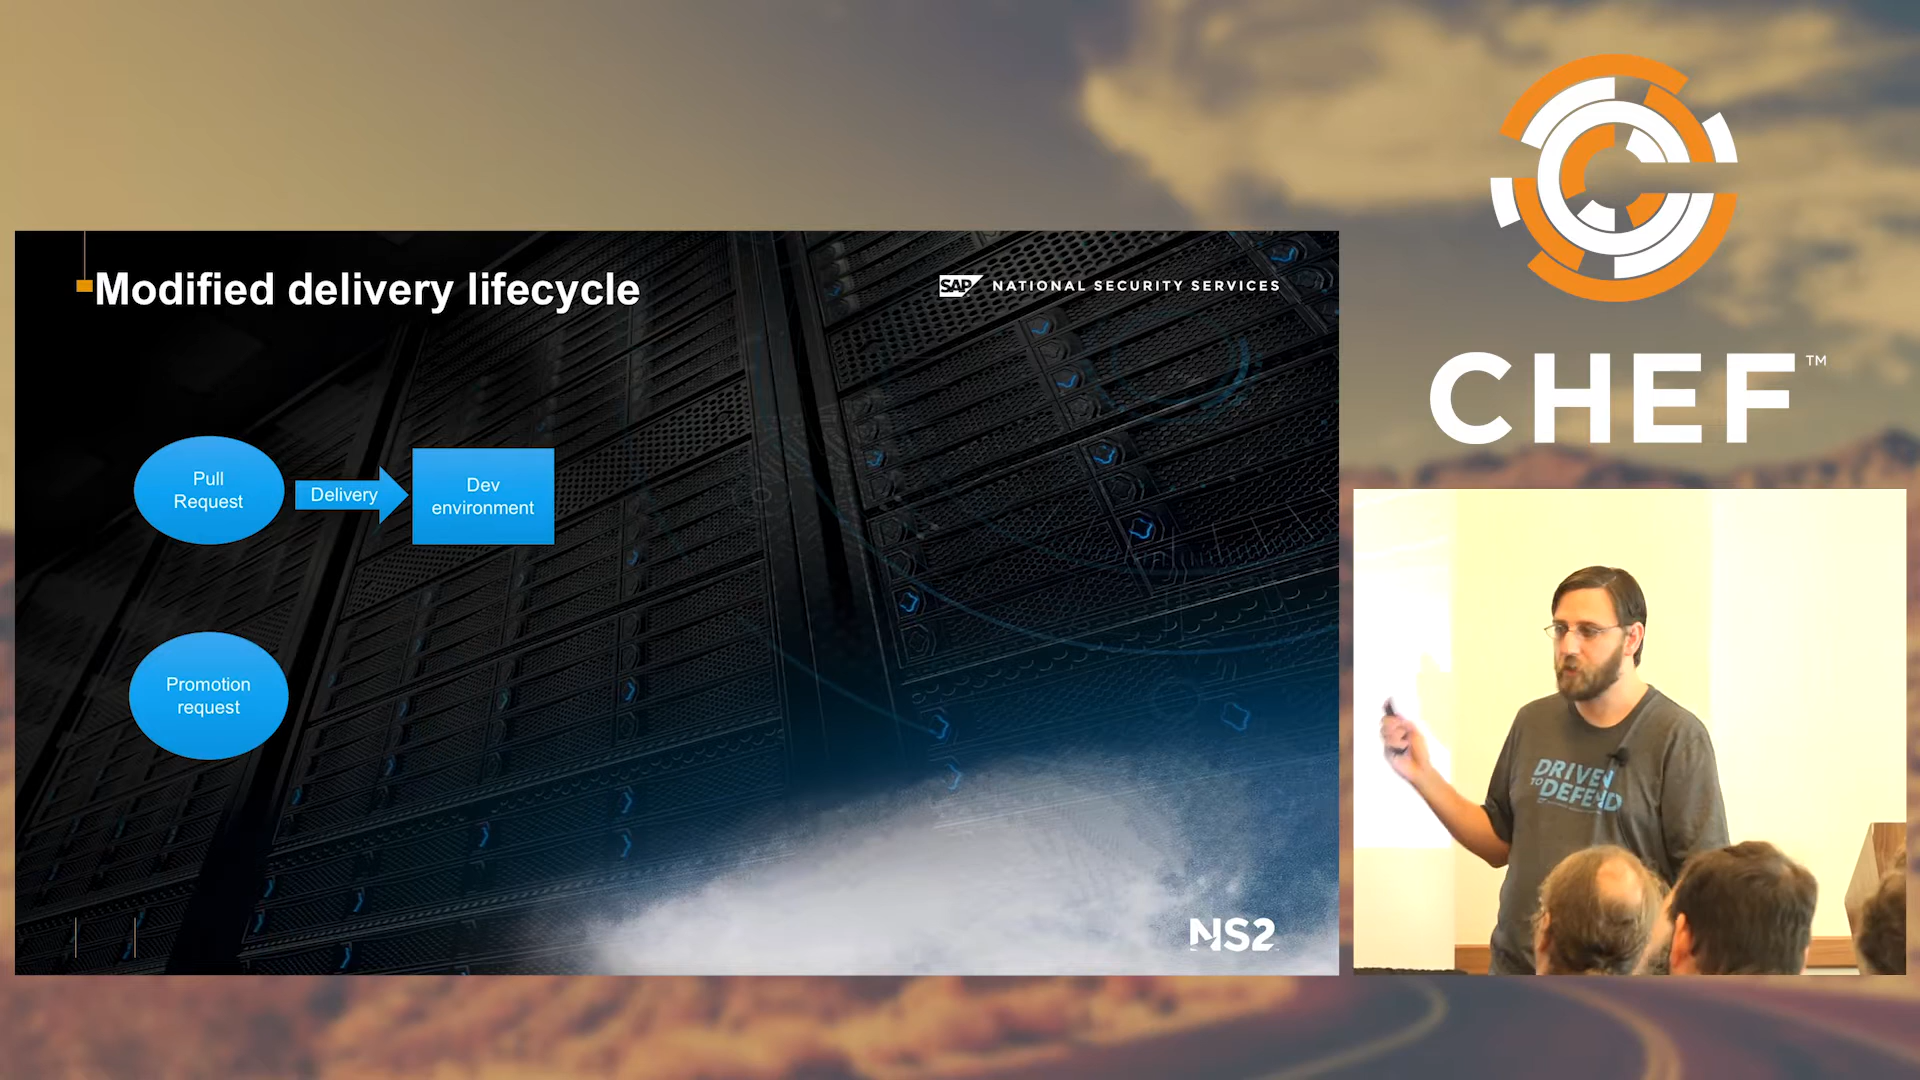 Modified delivery lifecycle
SAP NATIONAL SECURITY SERVICES
Pull
Request
Delivery
Dev
environment
Promotion
request
NS2
CHEF™
DRIVEN
TO DEFEND